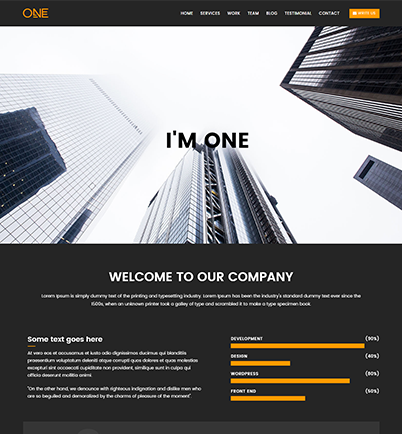 ONE
HOME SERVICES WORK TEAM BLOG TESTIMONIAL CONTACT WRITE US
I'M ONE
WELCOME TO OUR COMPANY
Lorem Ipsum is simply dummy text of the printing and typesetting industry. Lorem Ipsum has been the industry's standard dummy text ever since the
1500s, when an unknown printer took a galley of type and scrambled it to make a type specimen book.
Some text goes here
At vero eos et accusamus et iusto odio dignissimos ducimus qui blanditiis
praesentium voluptatum deleniti atque corrupti quos dolores et quas molestias
excepturi sint occaecati cupiditate non provident, similique sunt in culpa qui
officia deserunt mollitia animi.
"On the other hand, we denounce with righteous indignation and dislike men who
are so beguiled and demoralized by the charms of pleasure of the moment".
DEVELOPMENT (90%)
DESIGN (40%)
WORDPRESS (80%)
FRONT END (50%)